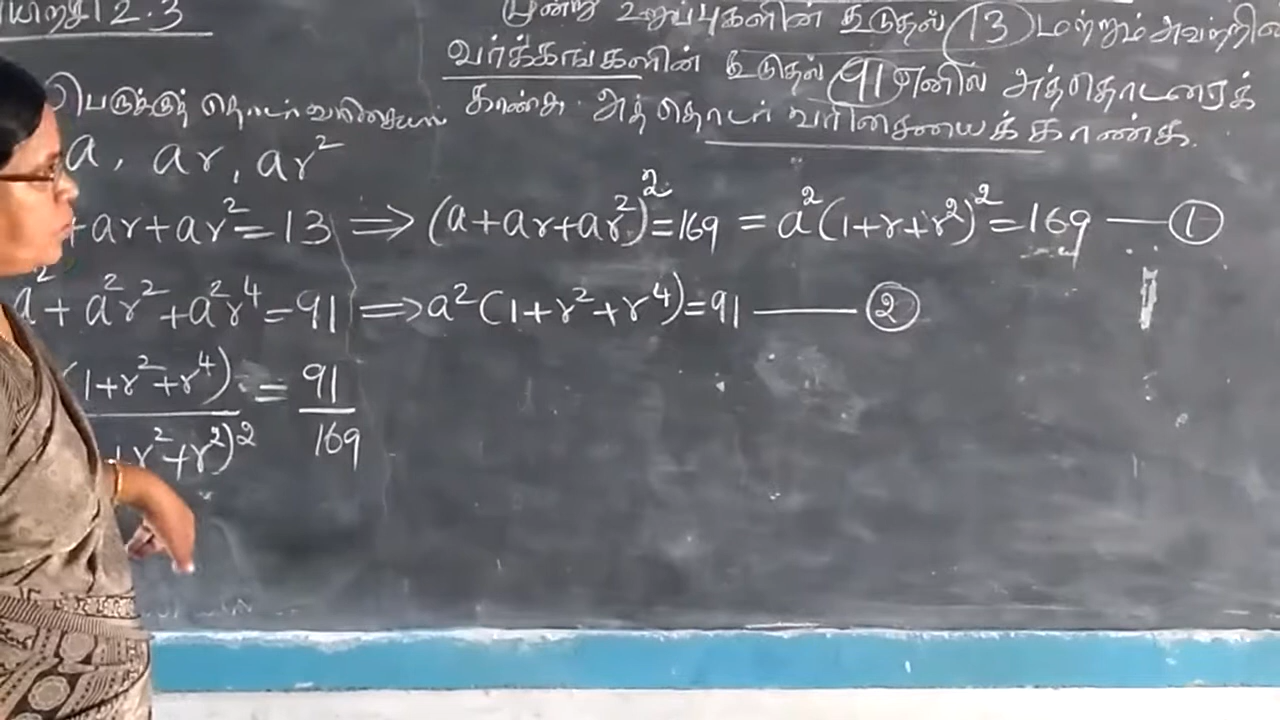 யிற்சி 2.3
மூன்று உறுப்புகளின் கூடுதல் 13 மற்றும் அவற்றின்
வர்க்கங்களின் கூடுதல் 91 எனில் அத்தொடரைக்
பெருக்குத் தொடர் வரிசையில் காண்க. அத்தொடர் வரிசையைக் காண்க.
a, ar, ar²
+ar+ar²=13 ⇒ (a+ar+ar²)²=169 = a²(1+r+r²)²=169 — ①
a²+a²r²+a²r⁴=91 ⇒ a²(1+r²+r⁴)=91 — ②
(1+r²+r⁴) = 91
+r²+r²)² 169